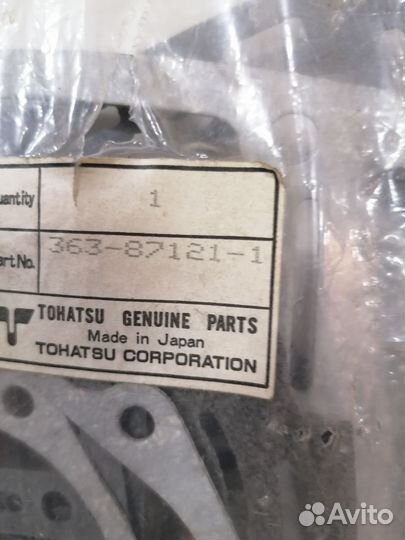 uantity 1
art No. 363-87121-1
TOHATSU GENUINE PARTS
Made in Japan
TOHATSU CORPORATION
Avito